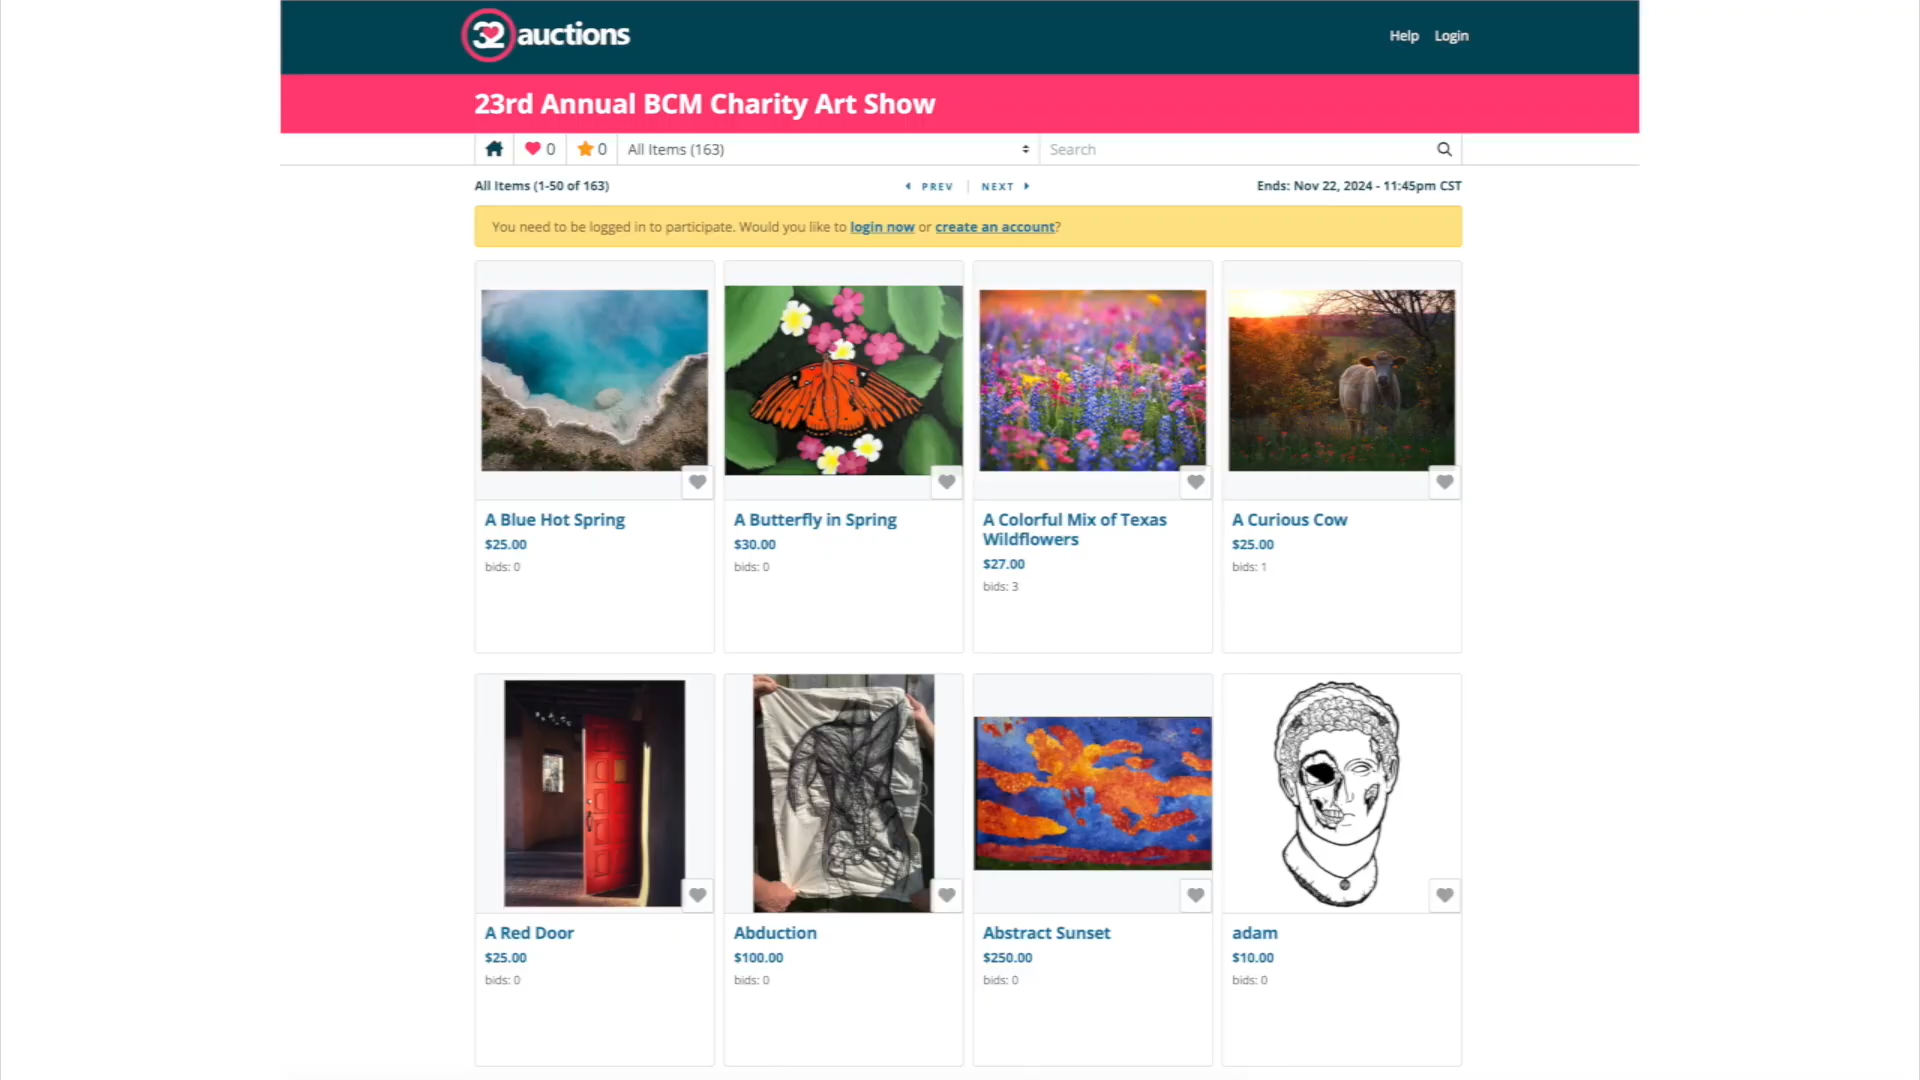 32 auctions
Help Login
23rd Annual BCM Charity Art Show
0 0 All Items (163) Search
All Items (1-50 of 163) PREV | NEXT Ends: Nov 22, 2024 - 11:45pm CST
You need to be logged in to participate. Would you like to login now or create an account?
A Blue Hot Spring
$25.00
bids: 0
A Butterfly in Spring
$30.00
bids: 0
A Colorful Mix of Texas
Wildflowers
$27.00
bids: 3
A Curious Cow
$25.00
bids: 1
A Red Door
$25.00
bids: 0
Abduction
$100.00
bids: 0
Abstract Sunset
$250.00
bids: 0
adam
$10.00
bids: 0